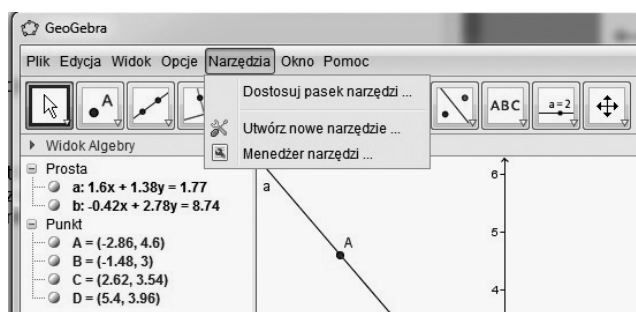 GeoGebra
Plik Edycja Widok Opcje Narzędzia Okno Pomoc
Dostosuj pasek narzędzi ...
A
ABC
a=2
Utwórz nowe narzędzie ...
Widok Algebry
Menedżer narzędzi ...
Prosta
a: 1.6x + 1.38y = 1.77
b: -0.42x + 2.78y = 8.74
Punkt
A = (-2.86, 4.6)
B = (-1.48, 3)
C = (2.62, 3.54)
D = (5.4, 3.96)
a
6
A
5
4